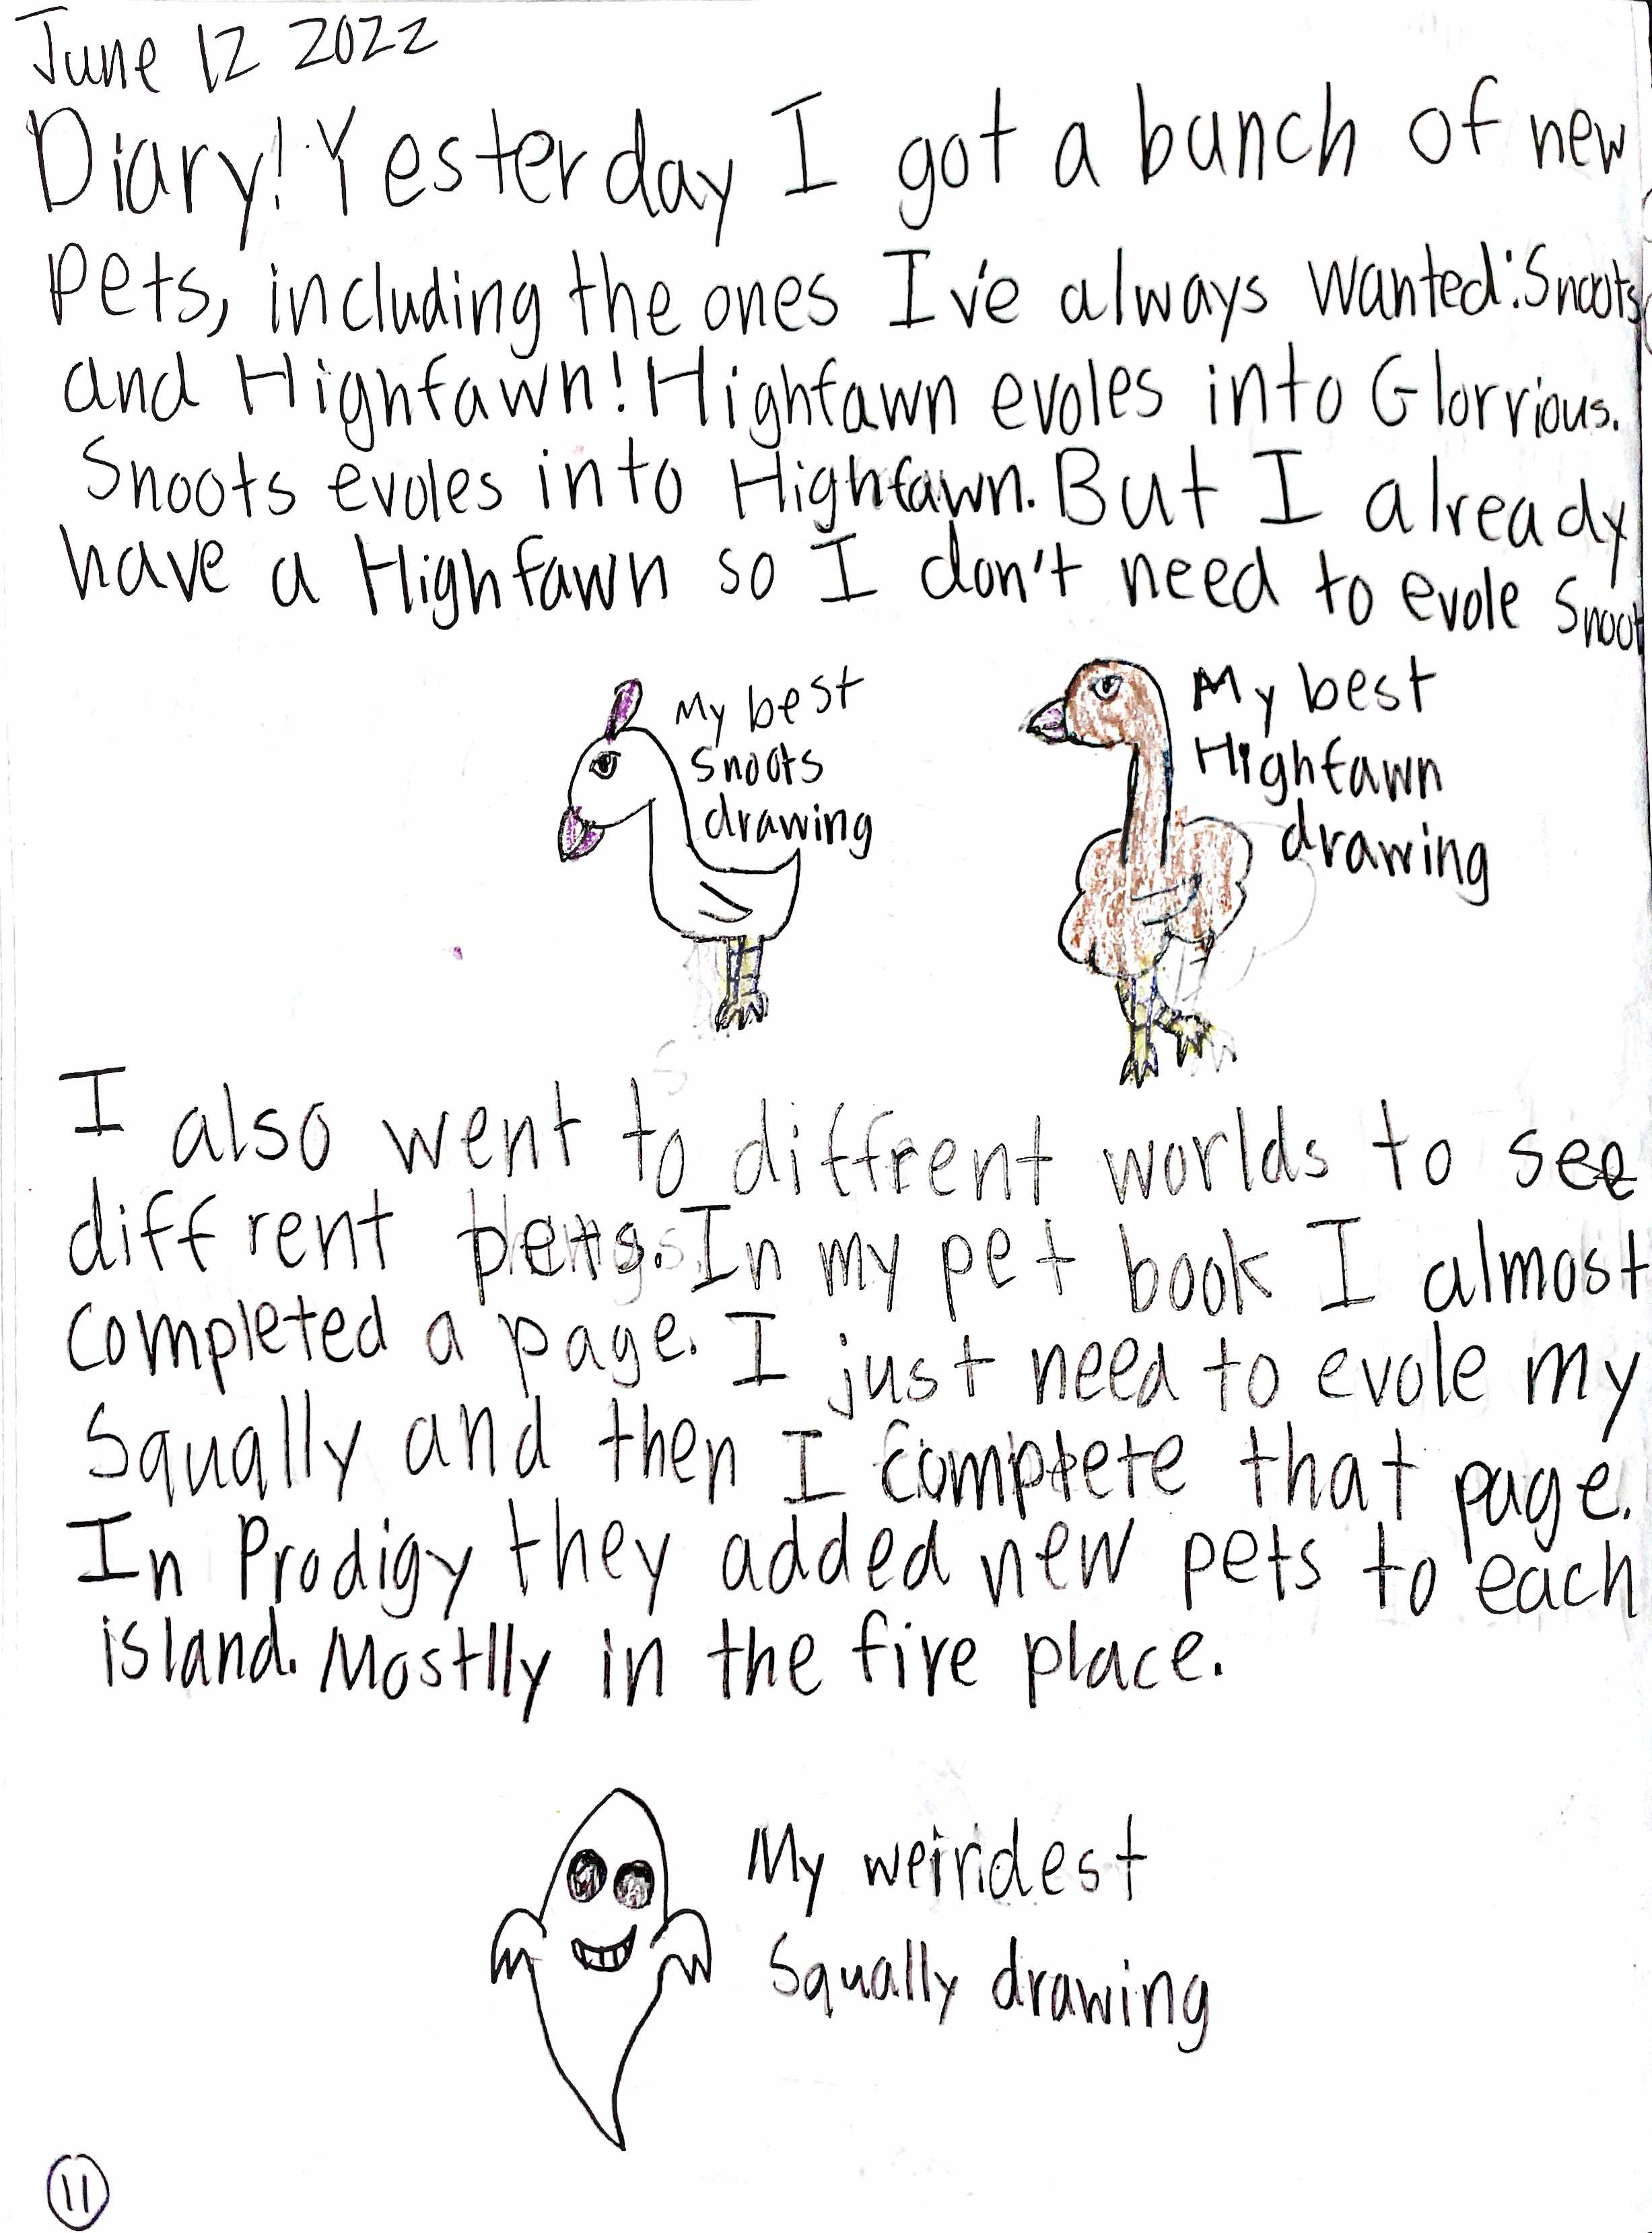 June 12 2022
Diary! Yesterday I got a bunch of new
pets, including the ones I've always wanted: Snoots
and Highfawn! Highfawn evoles into Glorrious.
Snoots evoles into Highfawn. But I already
have a Highfawn so I don't need to evole Snoot
My best
Snoots
drawing
My best
Highfawn
drawing
I also went to diffrent worlds to see
diffrent pets. In my pet book I almost
completed a page. I just need to evole my
Squally and then I complete that page.
In Prodigy they added new pets to each
island. Mostlly in the fire place.
My weirdest
Squally drawing
11